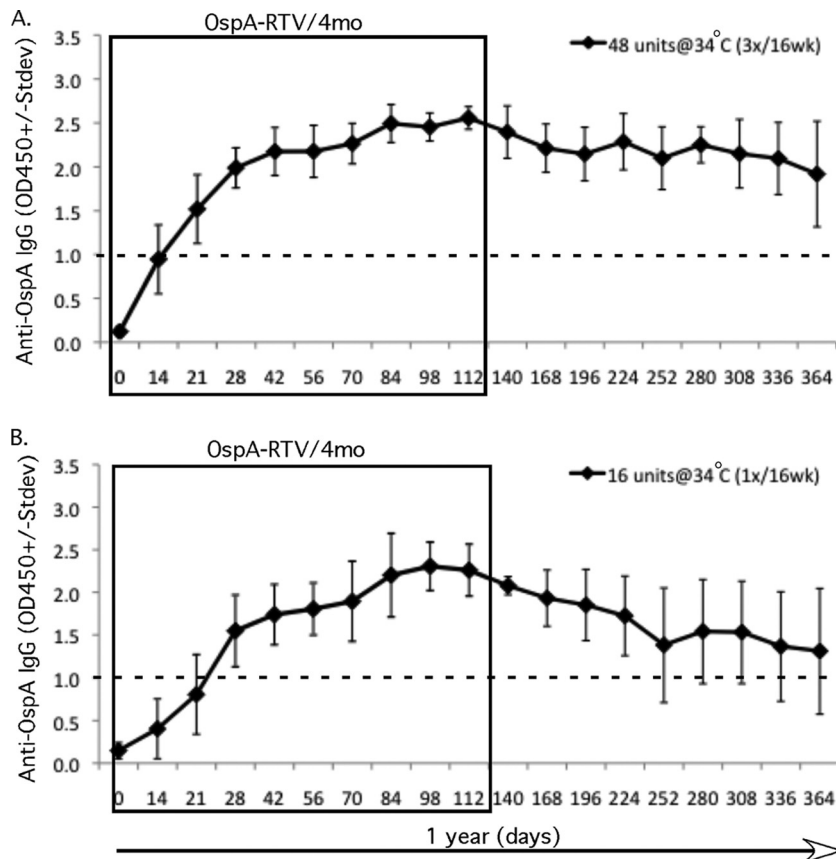 A.
OspA-RTV/4mo
48 units@34°C (3x/16wk)
Anti-OspA IgG (OD450+/-Stdev)
3.5
3.0
2.5
2.0
1.5
1.0
0.5
0.0
0 14 21 28 42 56 70 84 98 112 140 168 196 224 252 280 308 336 364
B.
OspA-RTV/4mo
16 units@34°C (1x/16wk)
Anti-OspA IgG (OD450+/-Stdev)
3.5
3.0
2.5
2.0
1.5
1.0
0.5
0.0
0 14 21 28 42 56 70 84 98 112 140 168 196 224 252 280 308 336 364
1 year (days)